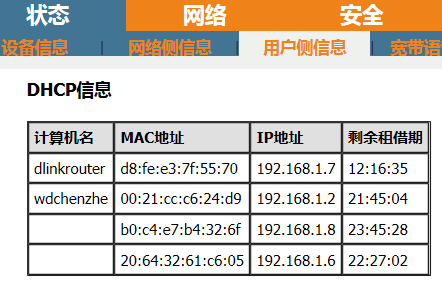 状态 网络 安全
设备信息 网络侧信息 用户侧信息 宽带语
DHCP信息
计算机名 MAC地址 IP地址 剩余租借期
dlinkrouter d8:fe:e3:7f:55:70 192.168.1.7 12:16:35
wdchenzhe 00:21:cc:c6:24:d9 192.168.1.2 21:45:04
b0:c4:e7:b4:32:6f 192.168.1.8 23:45:28
20:64:32:61:c6:05 192.168.1.6 22:27:02